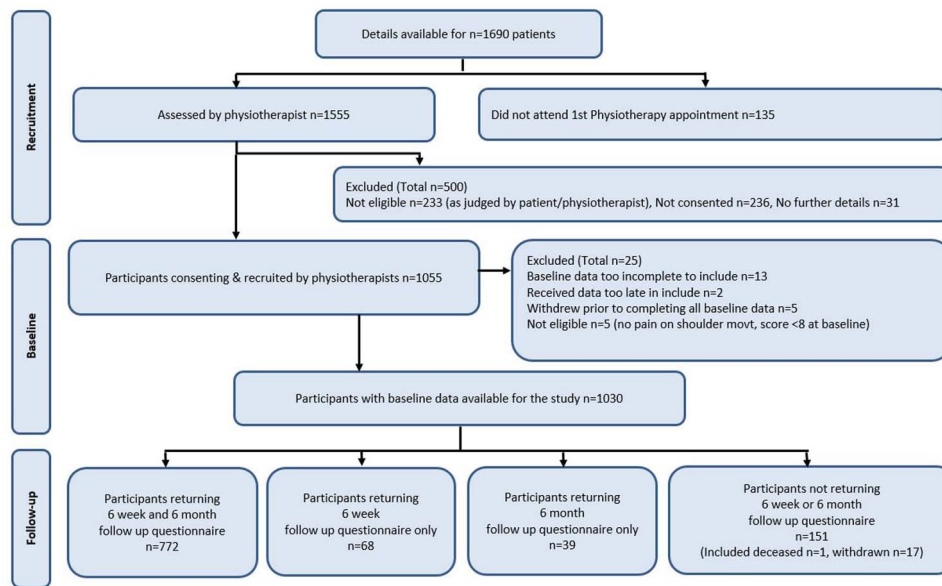 Recruitment
Details available for n=1690 patients
Assessed by physiotherapist n=1555
Did not attend 1st Physiotherapy appointment n=135
Excluded (Total n=500)
Not eligible n=233 (as judged by patient/physiotherapist), Not consented n=236, No further details n=31
Baseline
Participants consenting & recruited by physiotherapists n=1055
Excluded (Total n=25)
Baseline data too incomplete to include n=13
Received data too late in include n=2
Withdrew prior to completing all baseline data n=5
Not eligible n=5 (no pain on shoulder movt, score <8 at baseline)
Participants with baseline data available for the study n=1030
Follow-up
Participants returning
6 week and 6 month
follow up questionnaire
n=772
Participants returning
6 week
follow up questionnaire only
n=68
Participants returning
6 month
follow up questionnaire only
n=39
Participants not returning
6 week or 6 month
follow up questionnaire
n=151
(Included deceased n=1, withdrawn n=17)